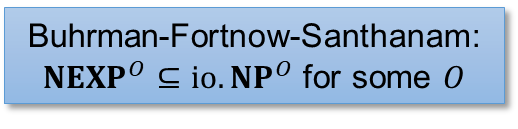 Buhrman-Fortnow-Santhanam:
𝐍𝐄𝐗𝐏^𝑂 ⊆ io. 𝐍𝐏^𝑂 for some 𝑂